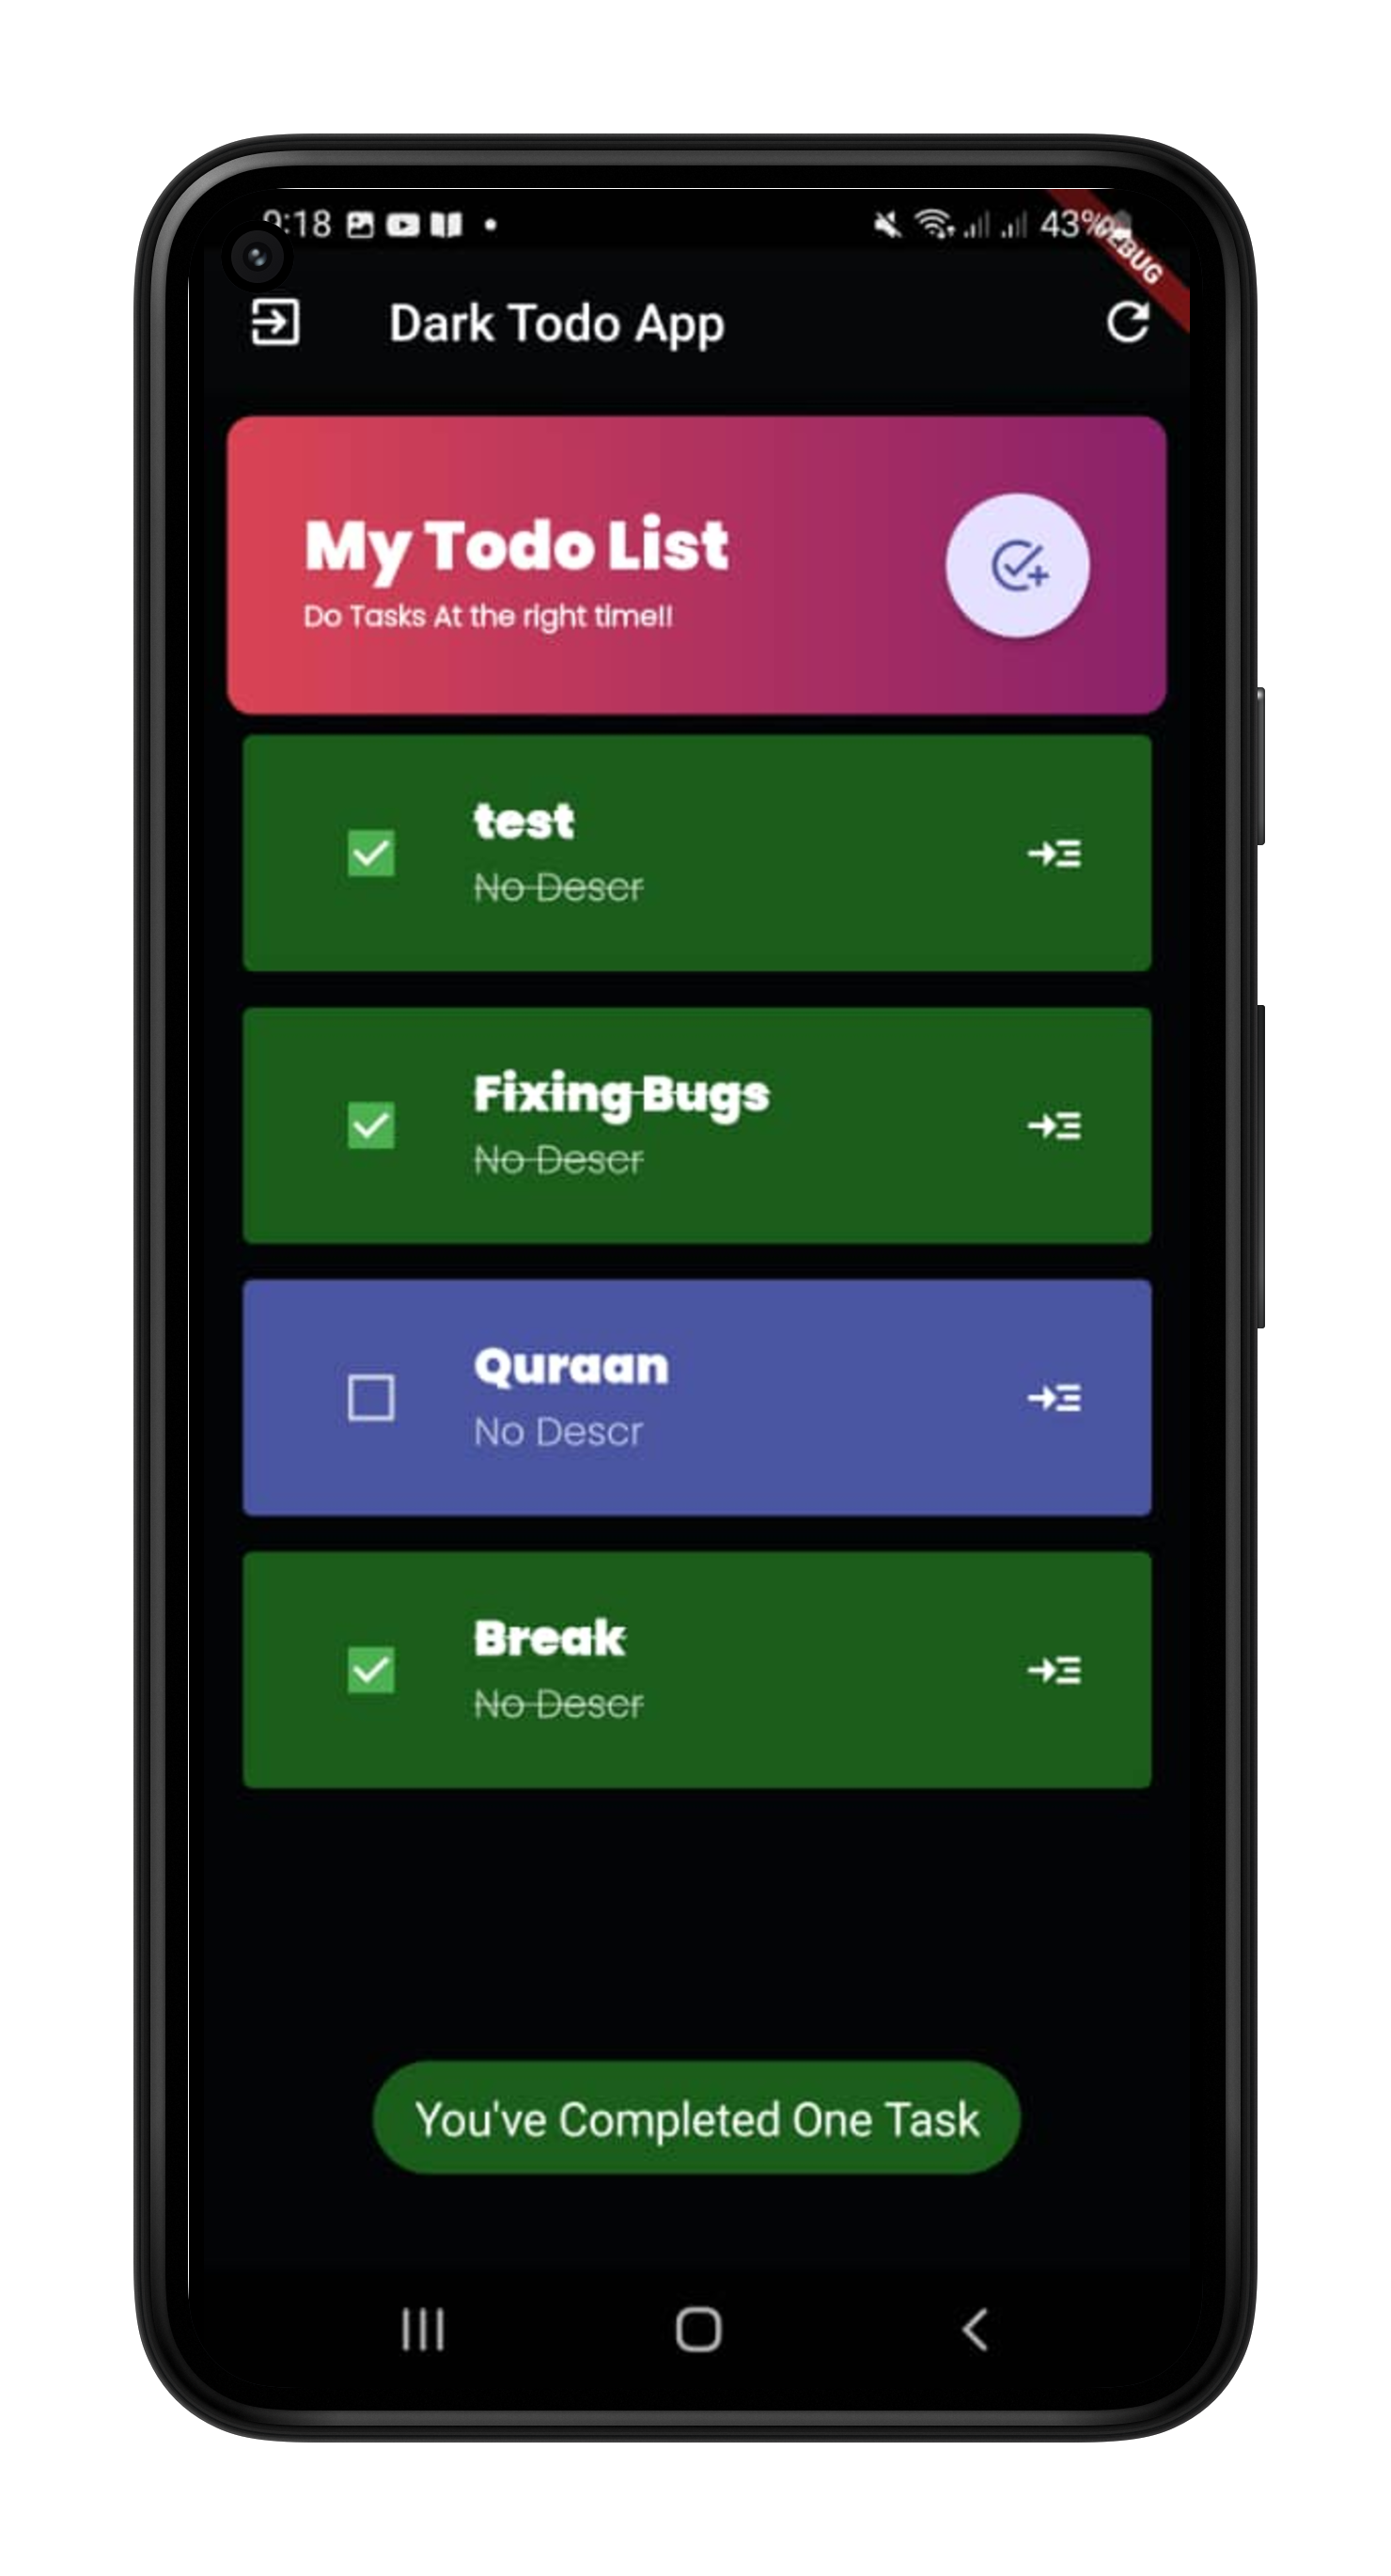 9:18 43%
DEBUG
Dark Todo App
My Todo List
Do Tasks At the right time!!
test
No Descr
Fixing Bugs
No Descr
Quraan
No Descr
Break
No Descr
You've Completed One Task